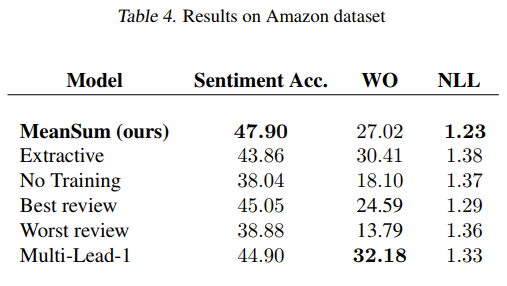 Table 4. Results on Amazon dataset
Model Sentiment Acc. WO NLL
MeanSum (ours) 47.90 27.02 1.23
Extractive 43.86 30.41 1.38
No Training 38.04 18.10 1.37
Best review 45.05 24.59 1.29
Worst review 38.88 13.79 1.36
Multi-Lead-1 44.90 32.18 1.33